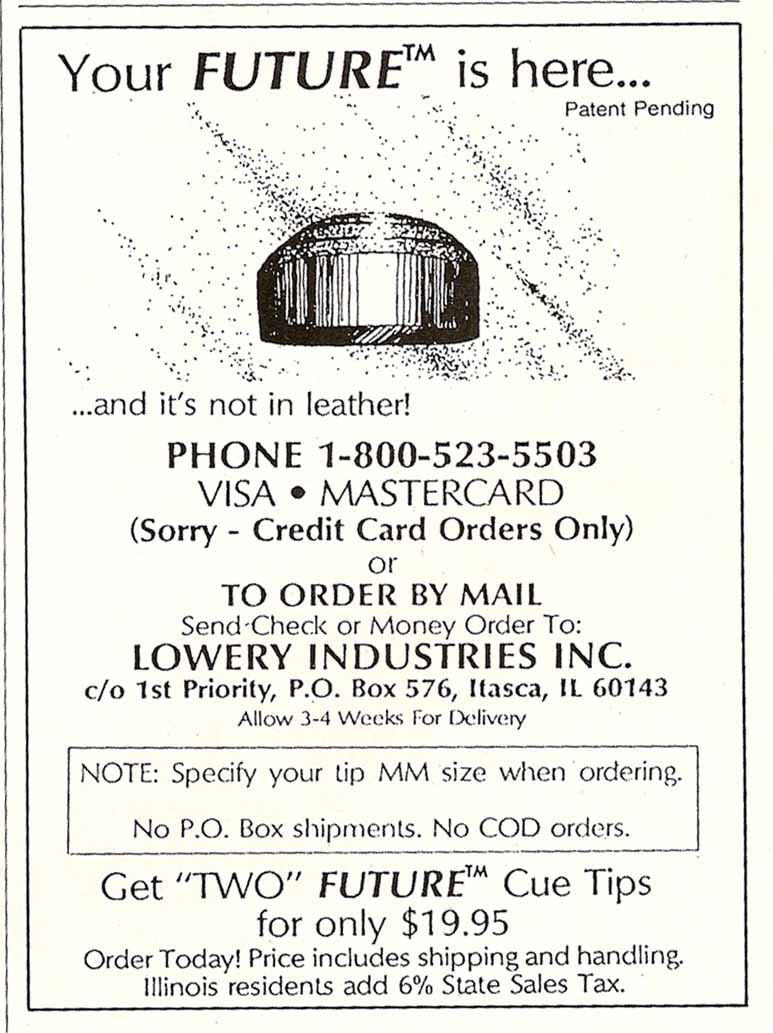 Your FUTURE™ is here...
Patent Pending
...and it's not in leather!
PHONE 1-800-523-5503
VISA • MASTERCARD
(Sorry - Credit Card Orders Only)
or
TO ORDER BY MAIL
Send Check or Money Order To:
LOWERY INDUSTRIES INC.
c/o 1st Priority, P.O. Box 576, Itasca, IL 60143
Allow 3-4 Weeks For Delivery
NOTE: Specify your tip MM size when ordering.
No P.O. Box shipments. No COD orders.
Get "TWO" FUTURE™ Cue Tips
for only $19.95
Order Today! Price includes shipping and handling.
Illinois residents add 6% State Sales Tax.